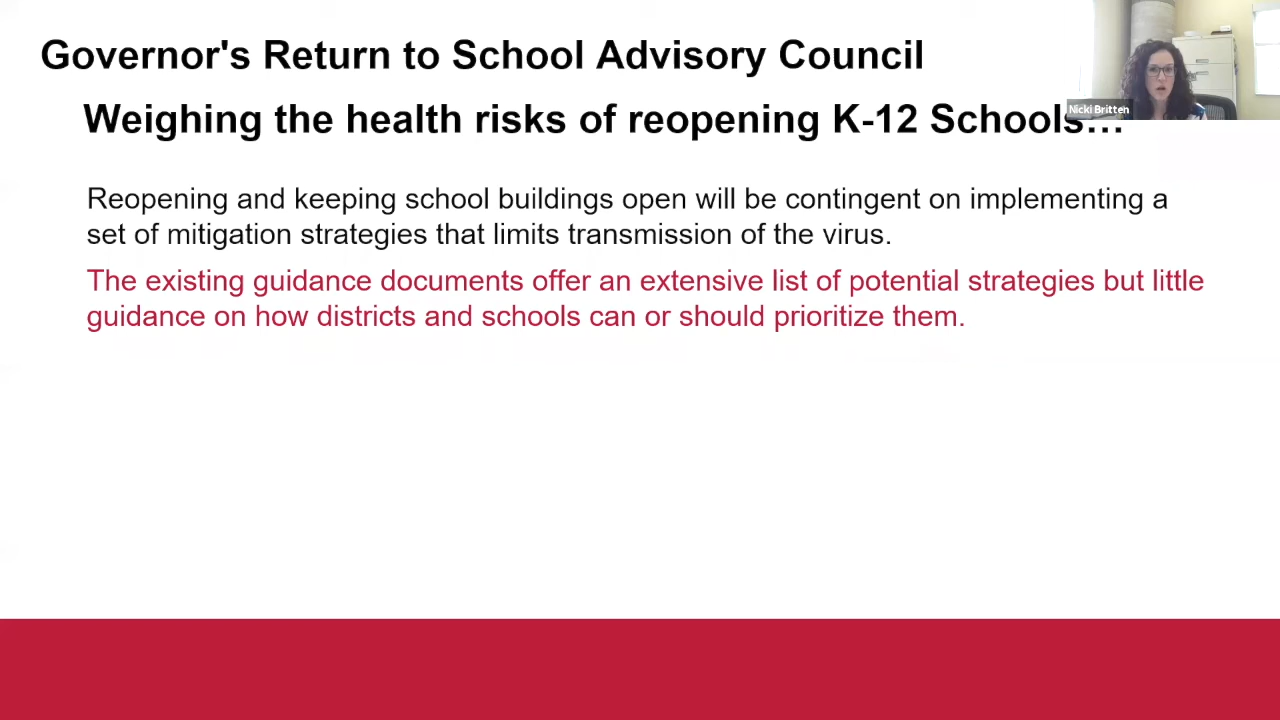 Governor's Return to School Advisory Council
Weighing the health risks of reopening K-12 Schools…
Nicki Britten
Reopening and keeping school buildings open will be contingent on implementing a
set of mitigation strategies that limits transmission of the virus.
The existing guidance documents offer an extensive list of potential strategies but little
guidance on how districts and schools can or should prioritize them.